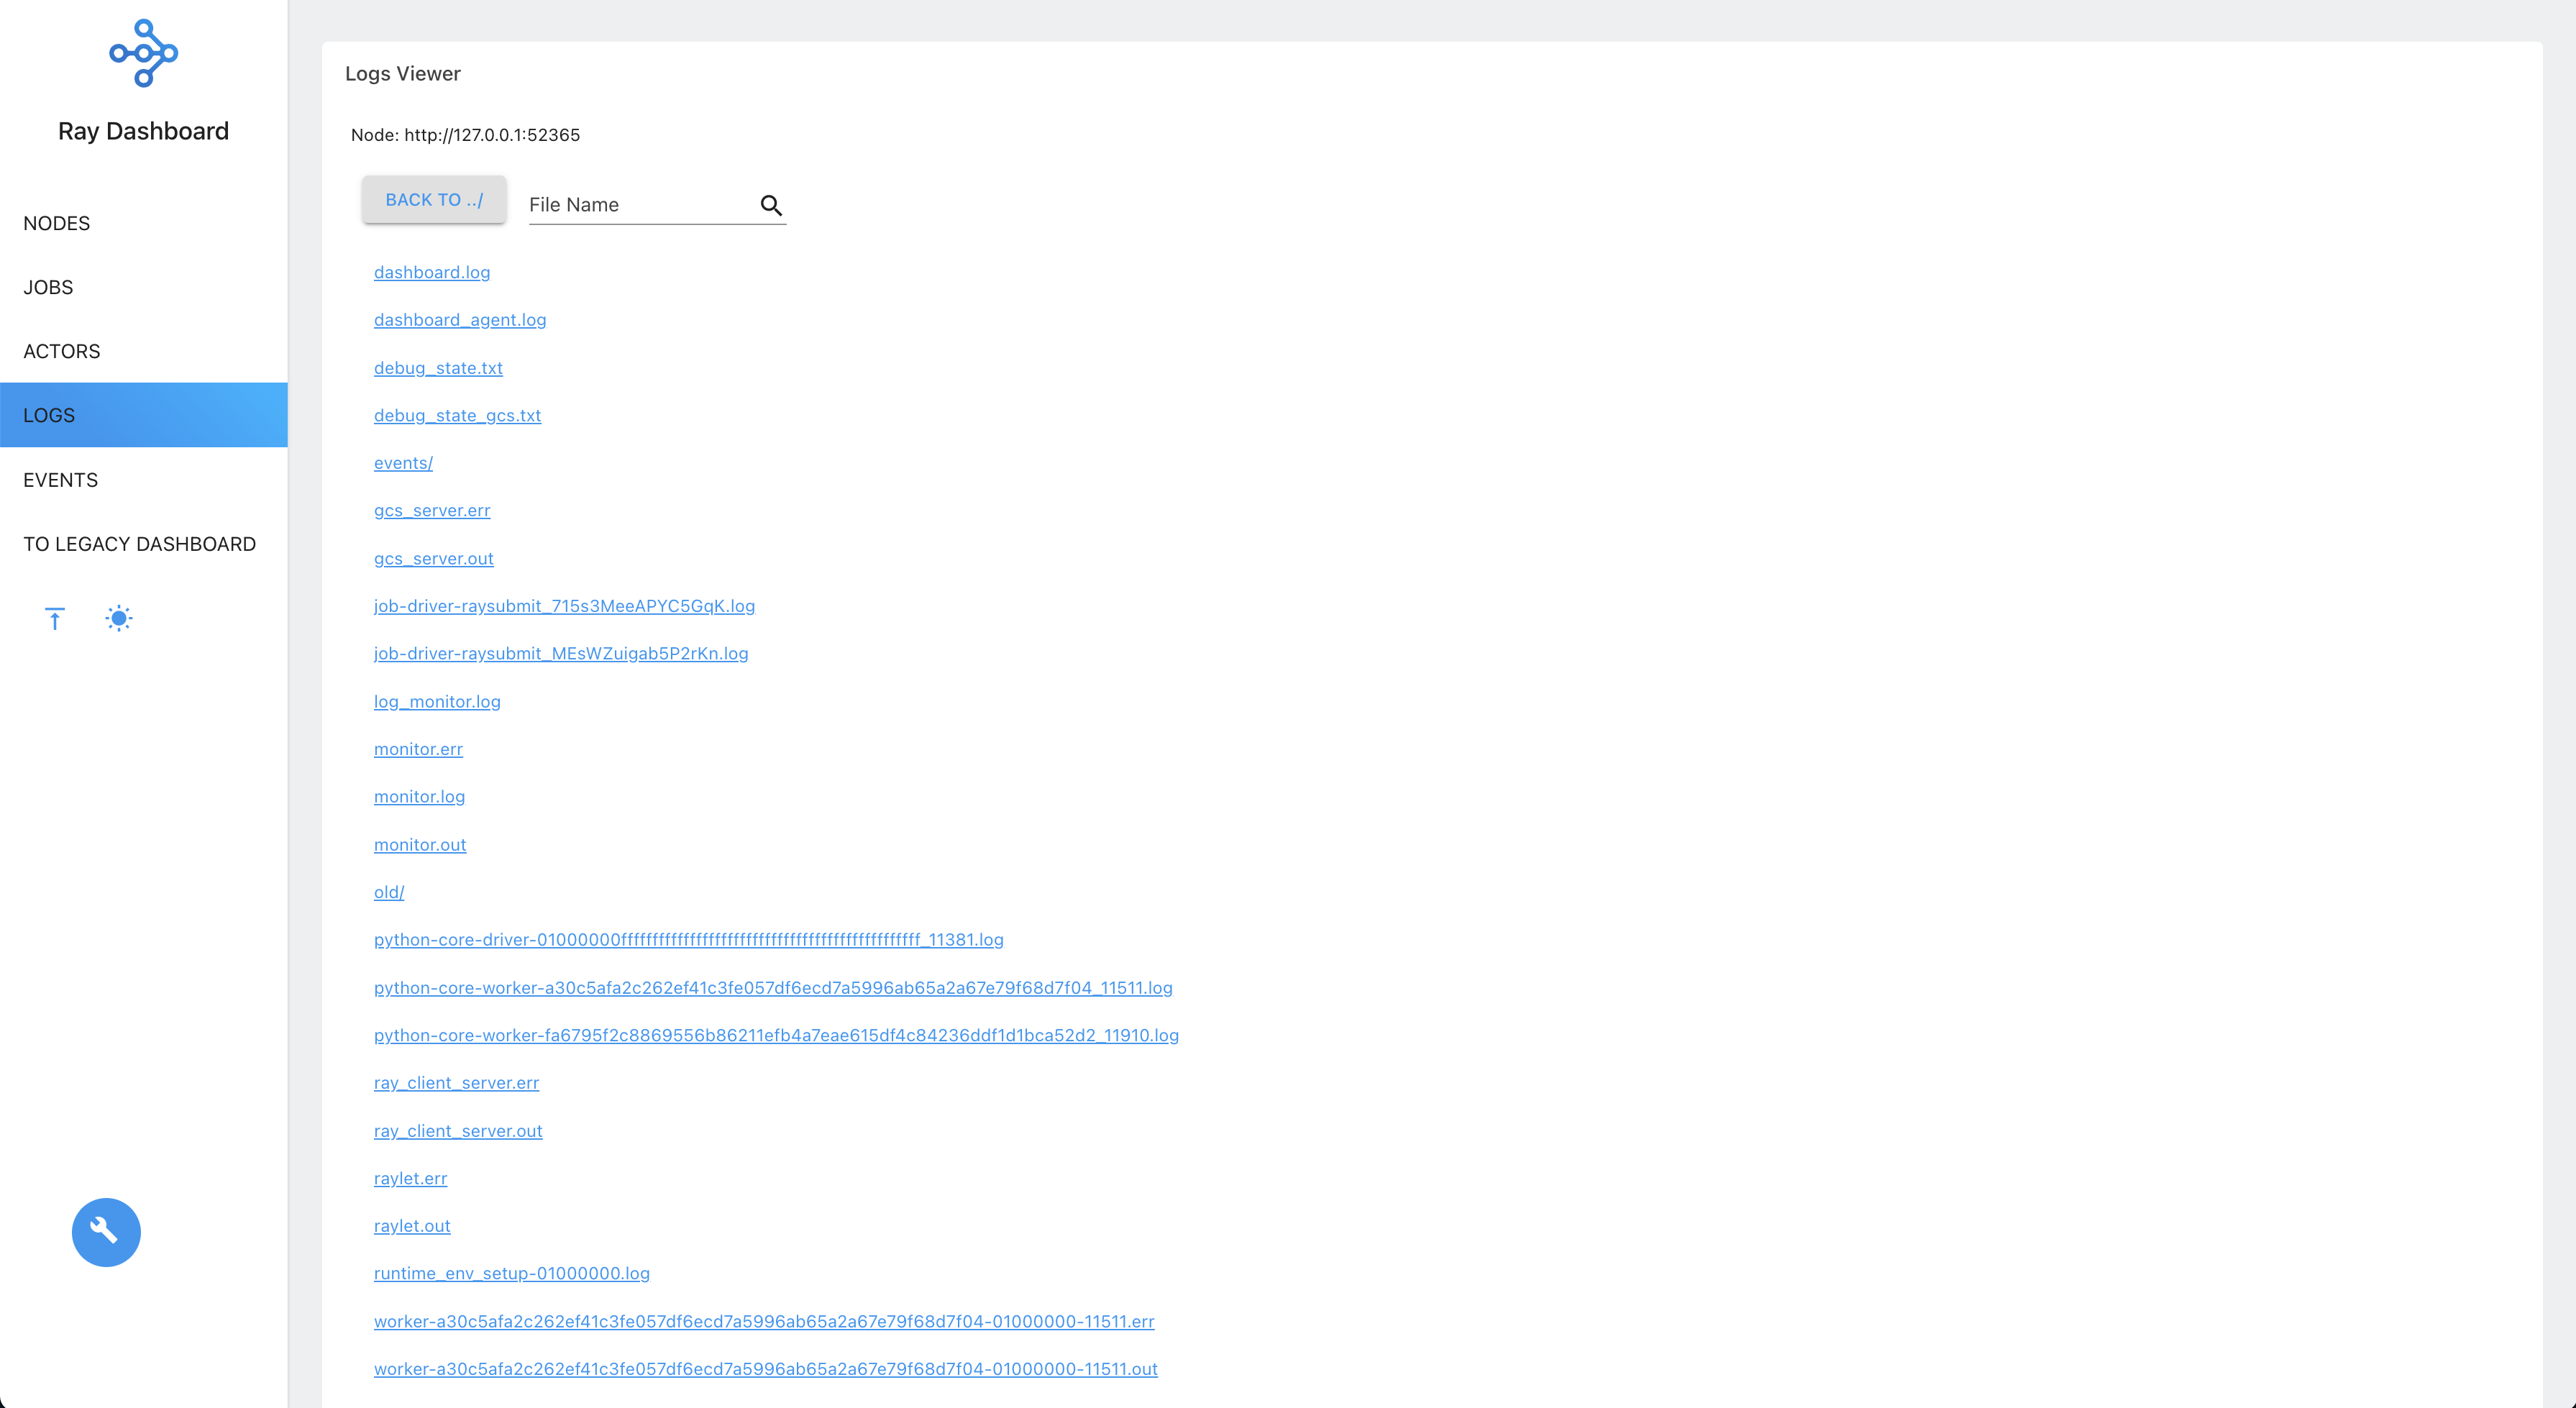 Ray Dashboard
NODES
JOBS
ACTORS
LOGS
EVENTS
TO LEGACY DASHBOARD
Logs Viewer
Node: http://127.0.0.1:52365
BACK TO ../
File Name
dashboard.log
dashboard_agent.log
debug_state.txt
debug_state_gcs.txt
events/
gcs_server.err
gcs_server.out
job-driver-raysubmit_715s3MeeAPYC5GqK.log
job-driver-raysubmit_MEsWZuigab5P2rKn.log
log_monitor.log
monitor.err
monitor.log
monitor.out
old/
python-core-driver-01000000ffffffffffffffffffffffffffffffffffffffffffffffff_11381.log
python-core-worker-a30c5afa2c262ef41c3fe057df6ecd7a5996ab65a2a67e79f68d7f04_11511.log
python-core-worker-fa6795f2c8869556b86211efb4a7eae615df4c84236ddf1d1bca52d2_11910.log
ray_client_server.err
ray_client_server.out
raylet.err
raylet.out
runtime_env_setup-01000000.log
worker-a30c5afa2c262ef41c3fe057df6ecd7a5996ab65a2a67e79f68d7f04-01000000-11511.err
worker-a30c5afa2c262ef41c3fe057df6ecd7a5996ab65a2a67e79f68d7f04-01000000-11511.out